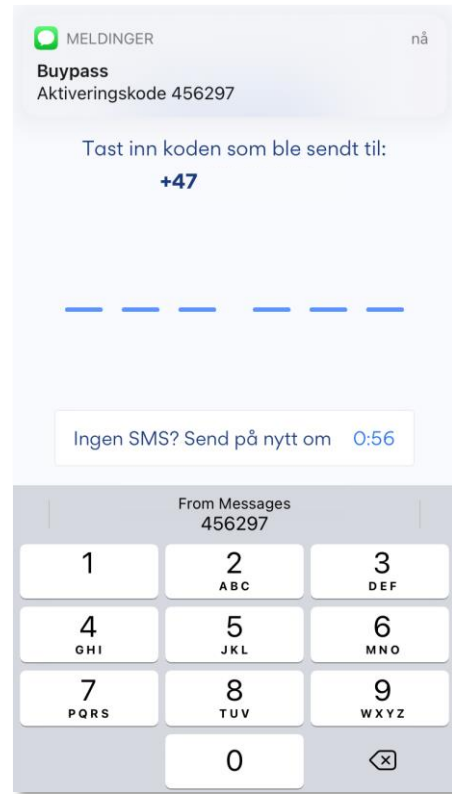 MELDINGER nå
Buypass
Aktiveringskode 456297
Tast inn koden som ble sendt til:
+47
Ingen SMS? Send på nytt om 0:56
From Messages
456297
1 2 3
ABC DEF
4 5 6
GHI JKL MNO
7 8 9
PQRS TUV WXYZ
0